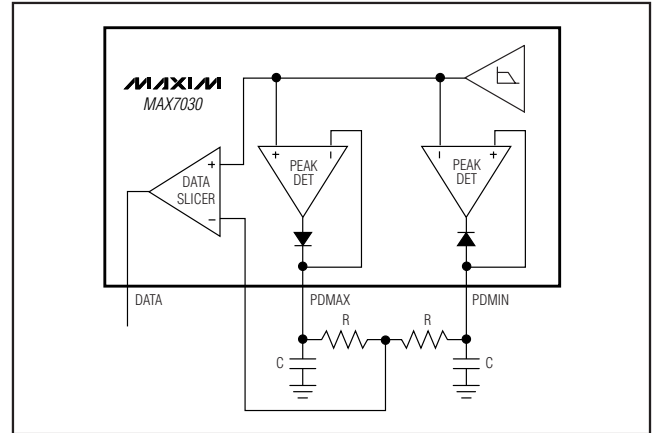 MAXIM
MAX7030
+
-
PEAK
DET
-
+
PEAK
DET
+
DATA
SLICER
-
DATA
PDMAX
PDMIN
R
R
C
C